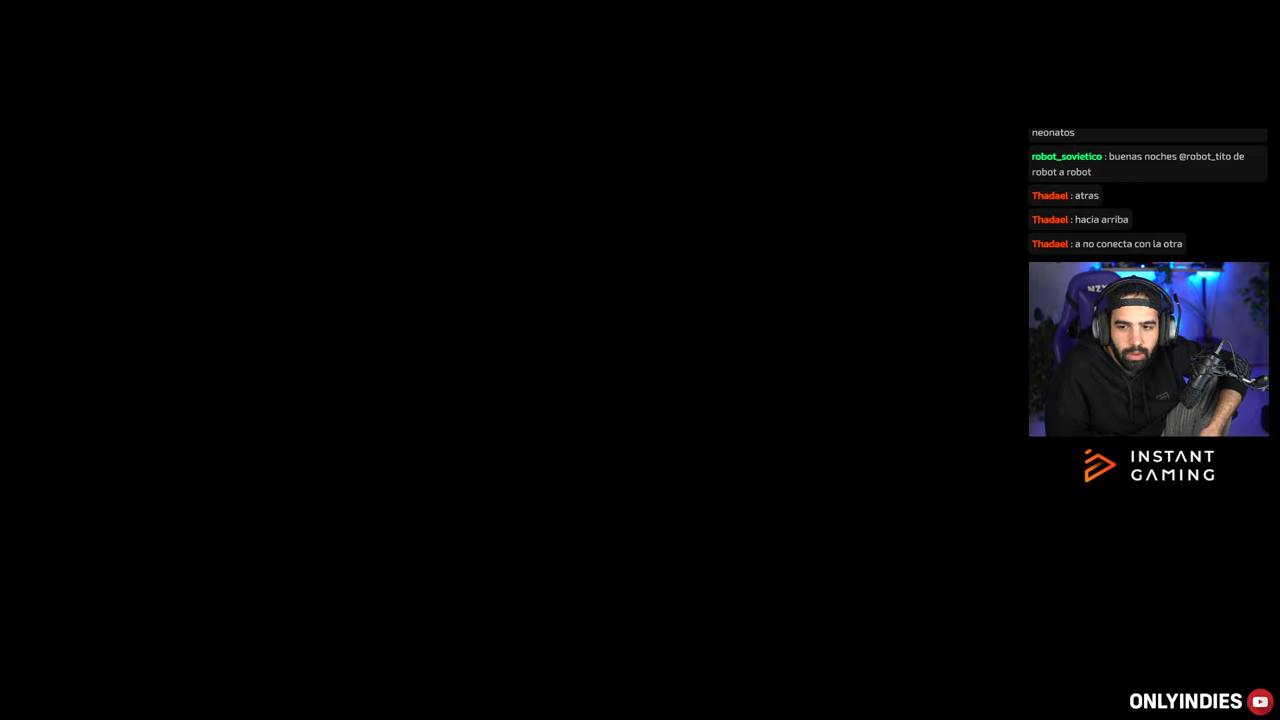 neonatos
robot_sovietico : buenas noches @robot_tito de
robot a robot
Thadael : atras
Thadael : hacia arriba
Thadael : a no conecta con la otra
INSTANT
GAMING
ONLYINDIES